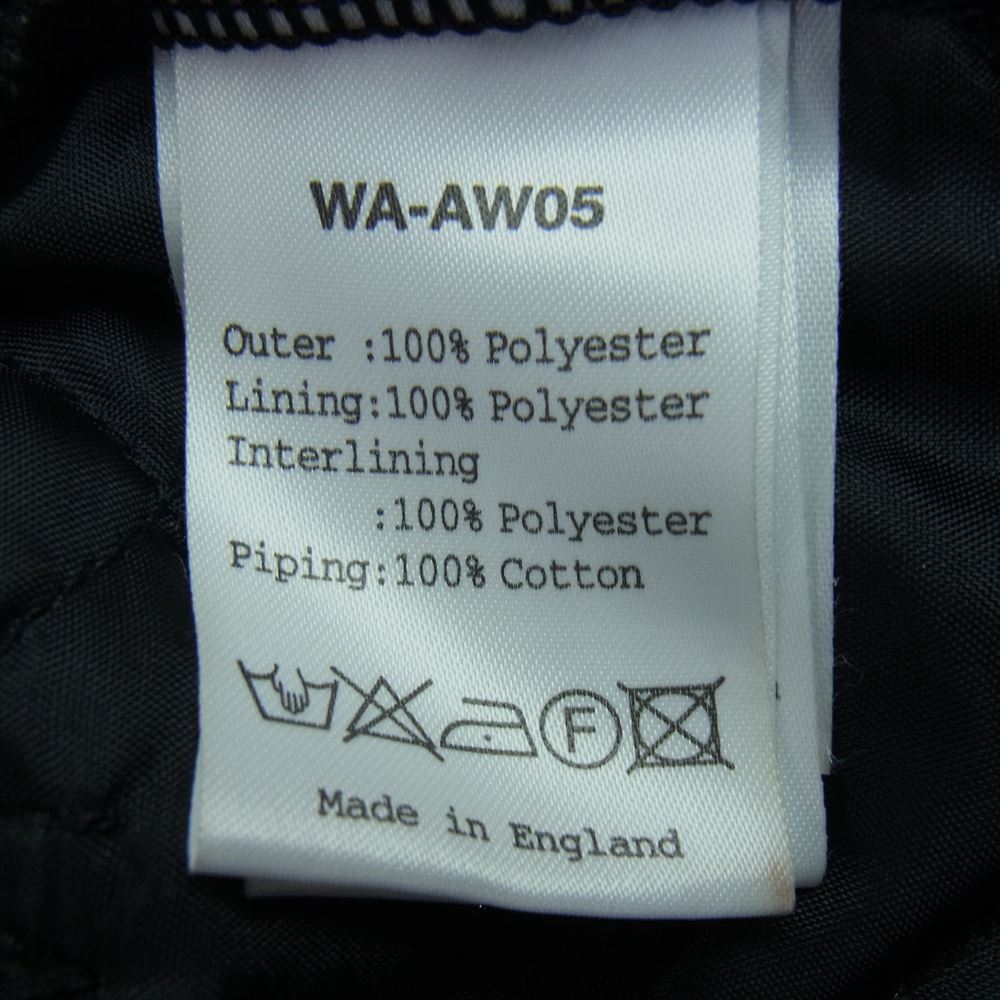 WA-AW05
Outer :100% Polyester
Lining:100% Polyester
Interlining
:100% Polyester
Piping:100% Cotton
F
Made in England